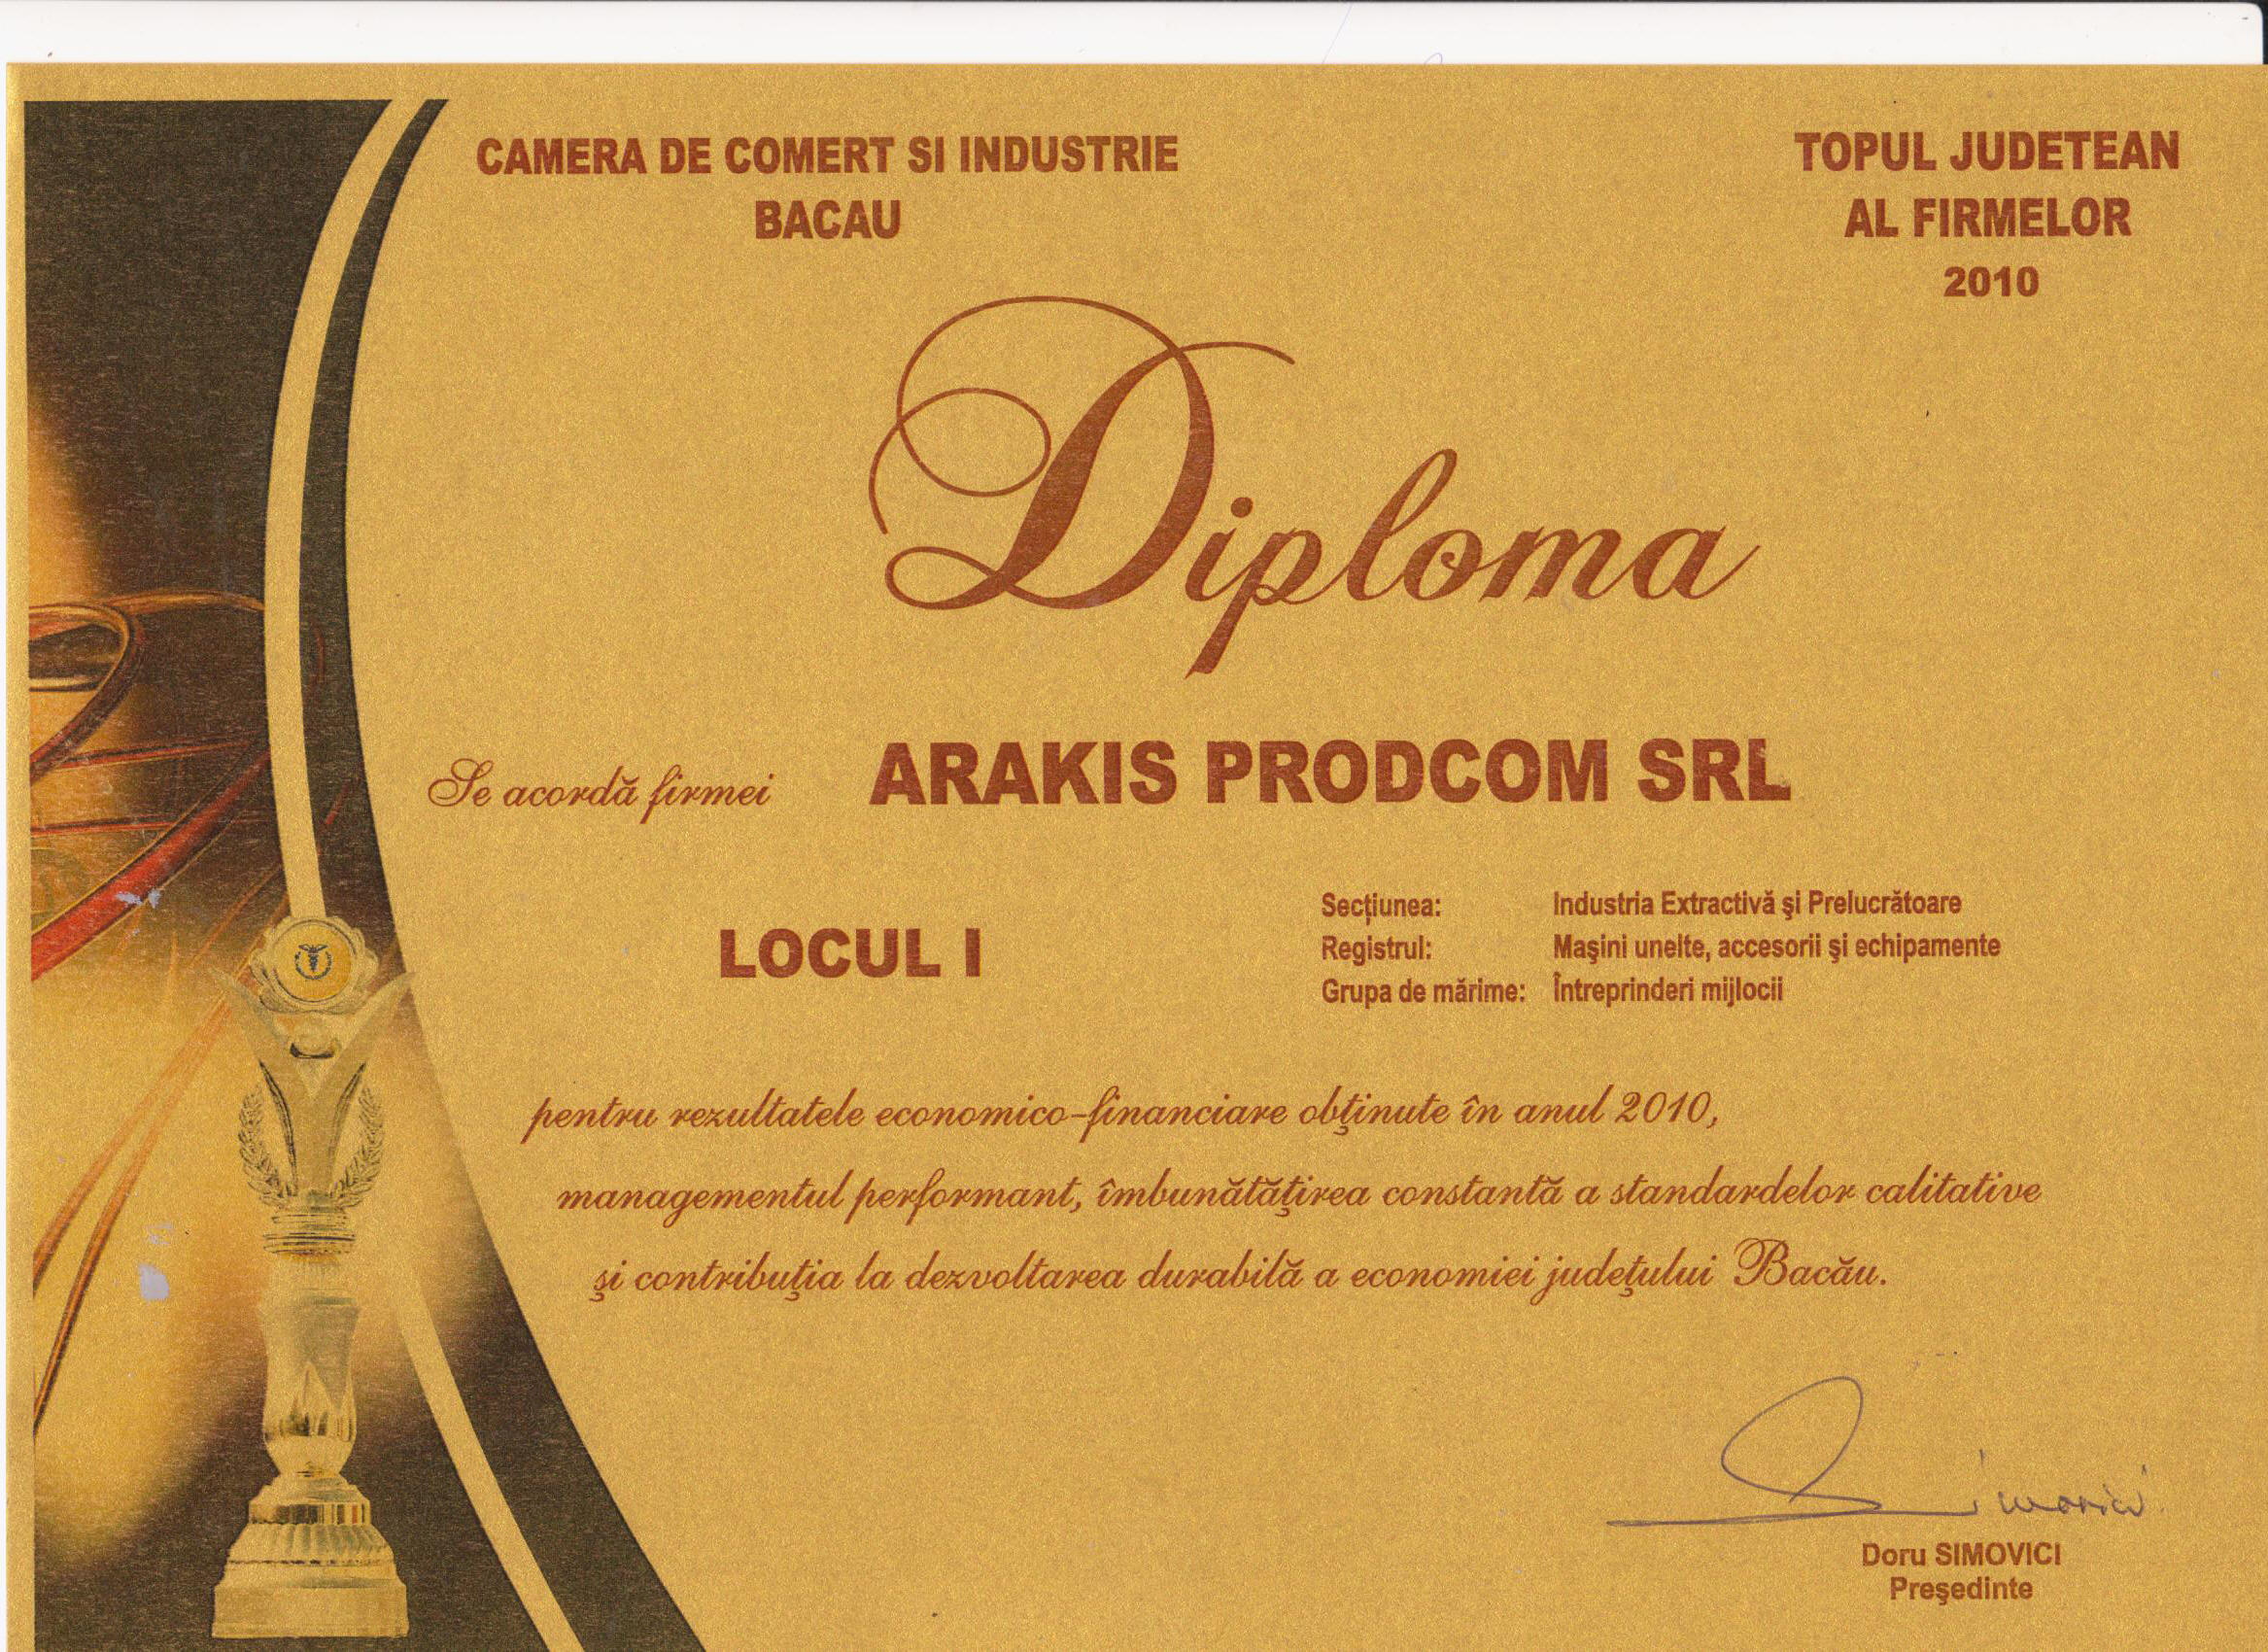 CAMERA DE COMERT SI INDUSTRIE
BACAU
TOPUL JUDETEAN
AL FIRMELOR
2010
Diploma
Se acordă firmei ARAKIS PRODCOM SRL
LOCUL I
Secţiunea: Industria Extractivă şi Prelucrătoare
Registrul: Maşini unelte, accesorii şi echipamente
Grupa de mărime: Întreprinderi mijlocii
pentru rezultatele economico-financiare obţinute în anul 2010,
managementul performant, îmbunătăţirea constantă a standardelor calitative
şi contribuţia la dezvoltarea durabilă a economiei judeţului Bacău.
Simovici
Doru SIMOVICI
Preşedinte